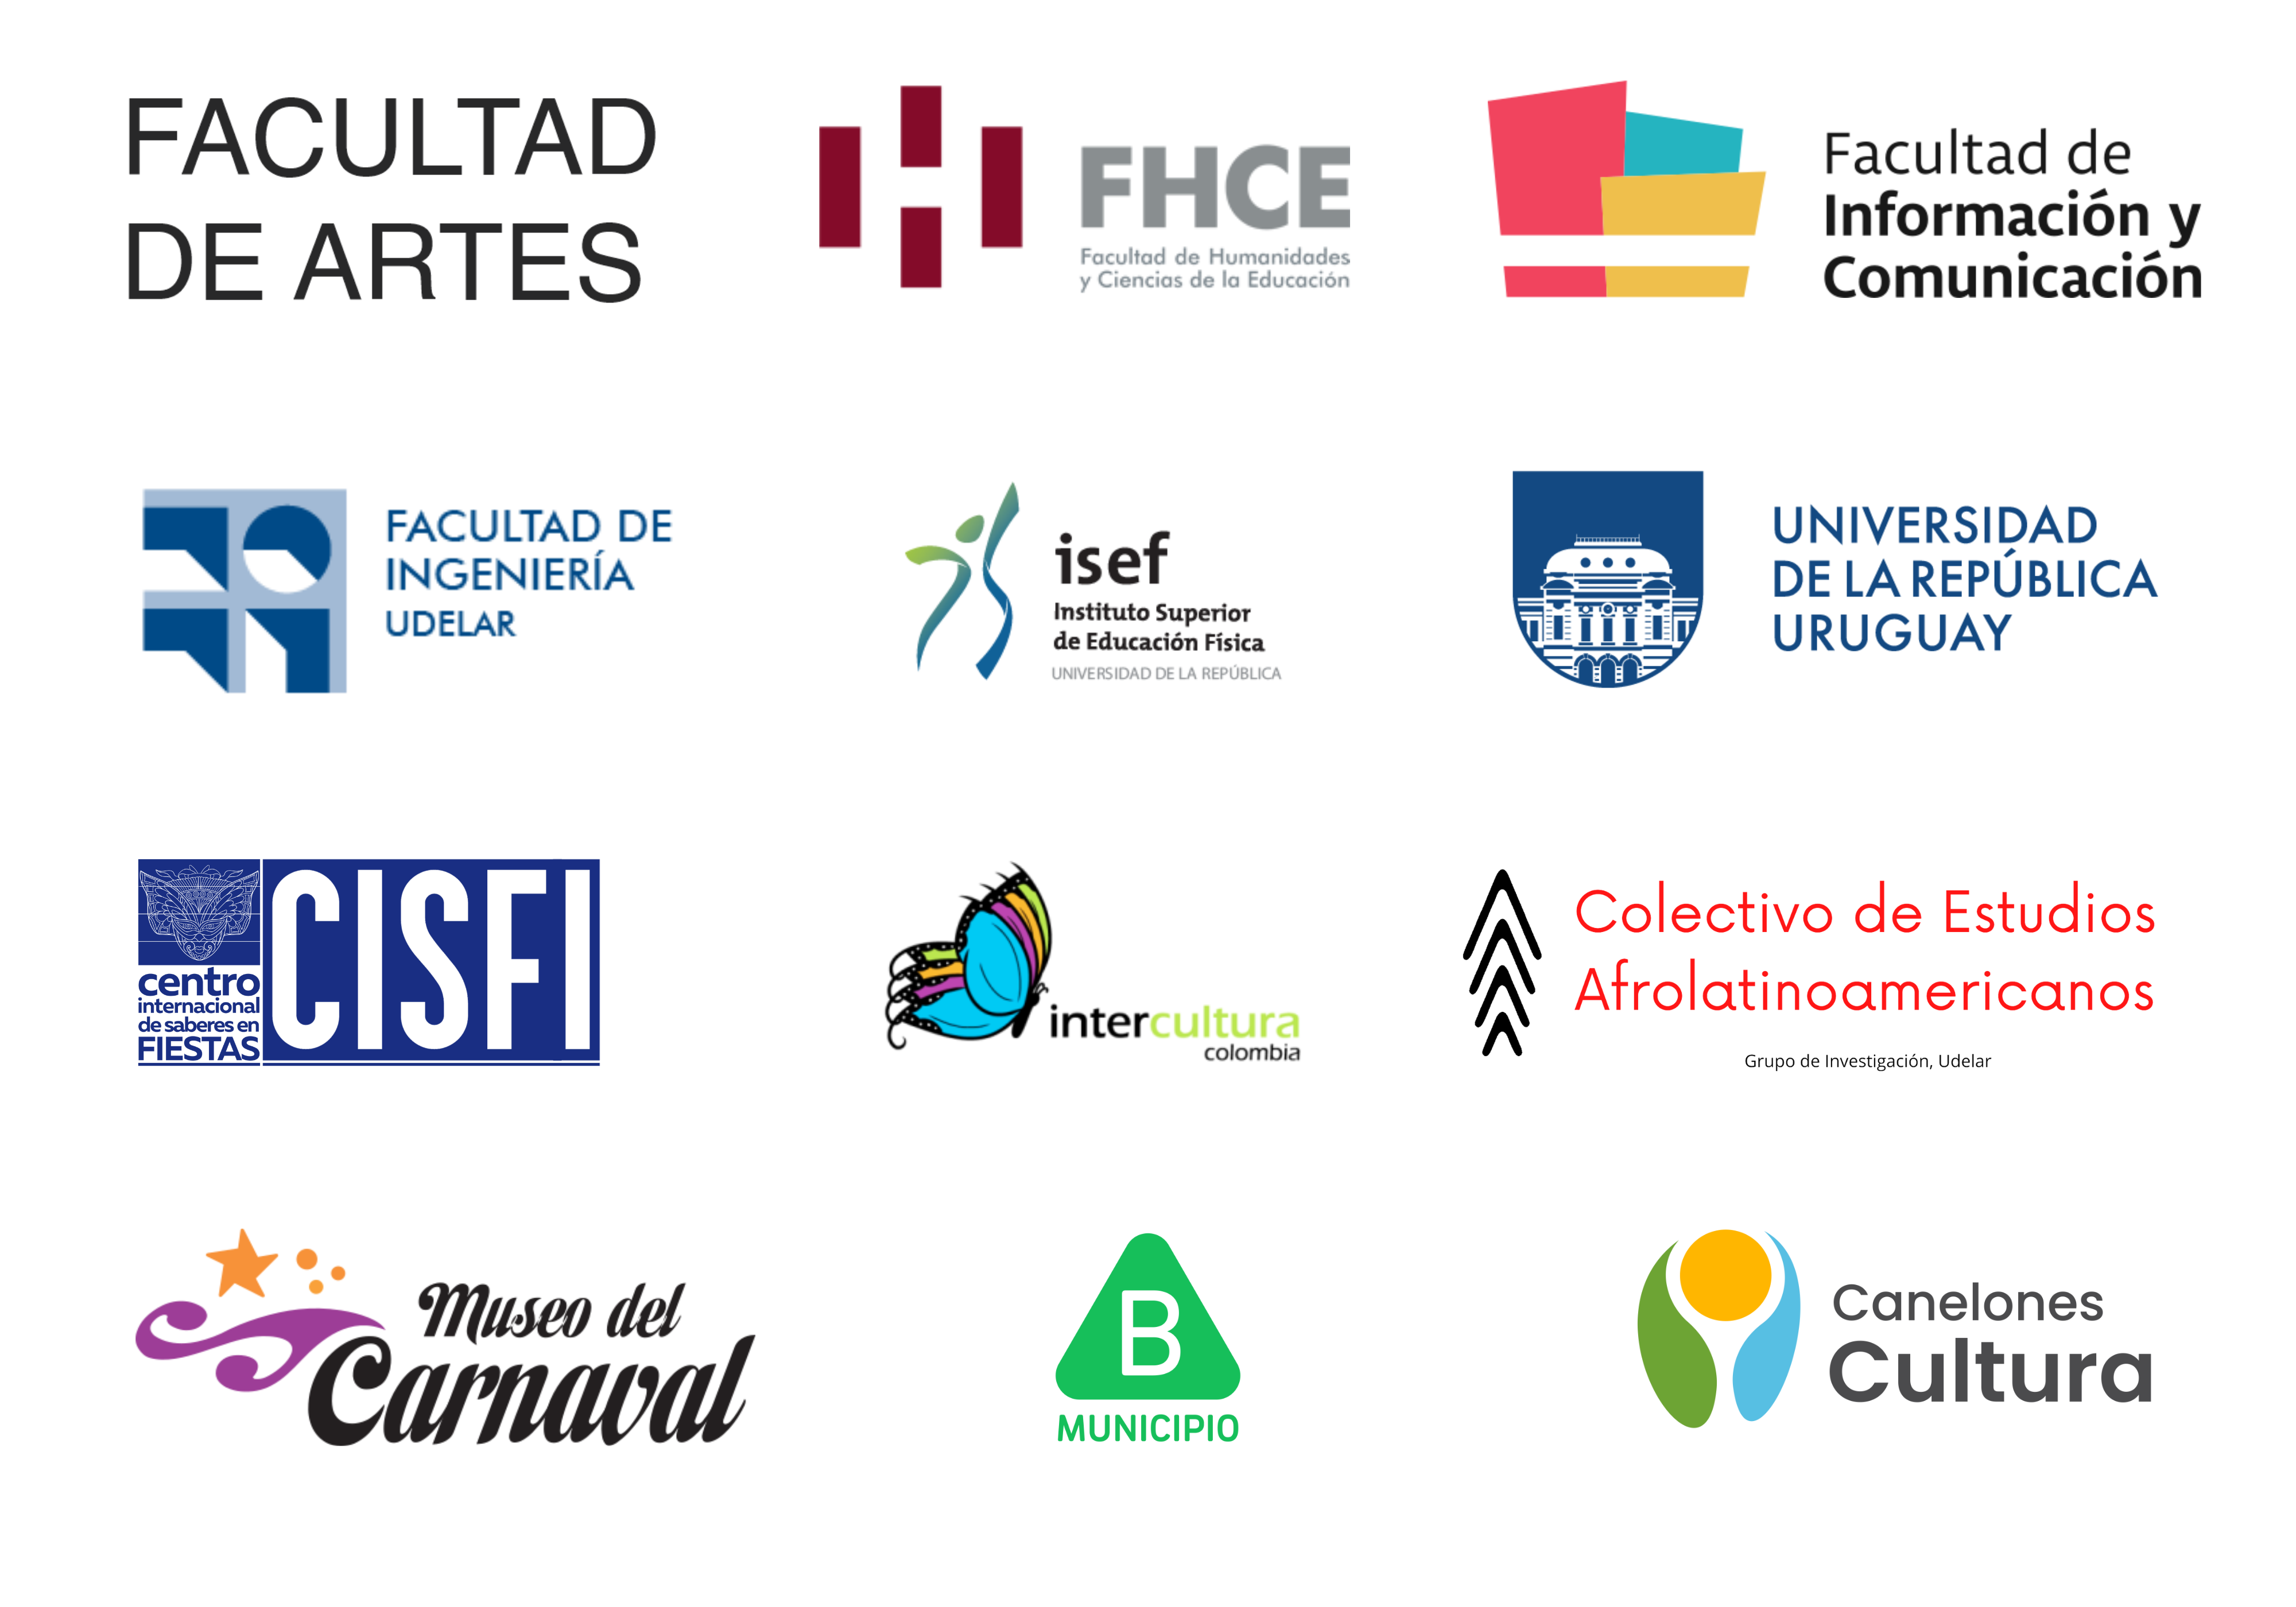 FACULTAD
DE ARTES
FHCE
Facultad de Humanidades
y Ciencias de la Educación
Facultad de
Información y
Comunicación
FACULTAD DE
INGENIERÍA
UDELAR
isef
Instituto Superior
de Educación Física
UNIVERSIDAD DE LA REPÚBLICA
UNIVERSIDAD
DE LA REPÚBLICA
URUGUAY
centro
internacional
de saberes en
FIESTAS
CISFI
intercultura
colombia
Colectivo de Estudios
Afrolatinoamericanos
Grupo de Investigación, Udelar
Museo del
Carnaval
B
MUNICIPIO
Canelones
Cultura